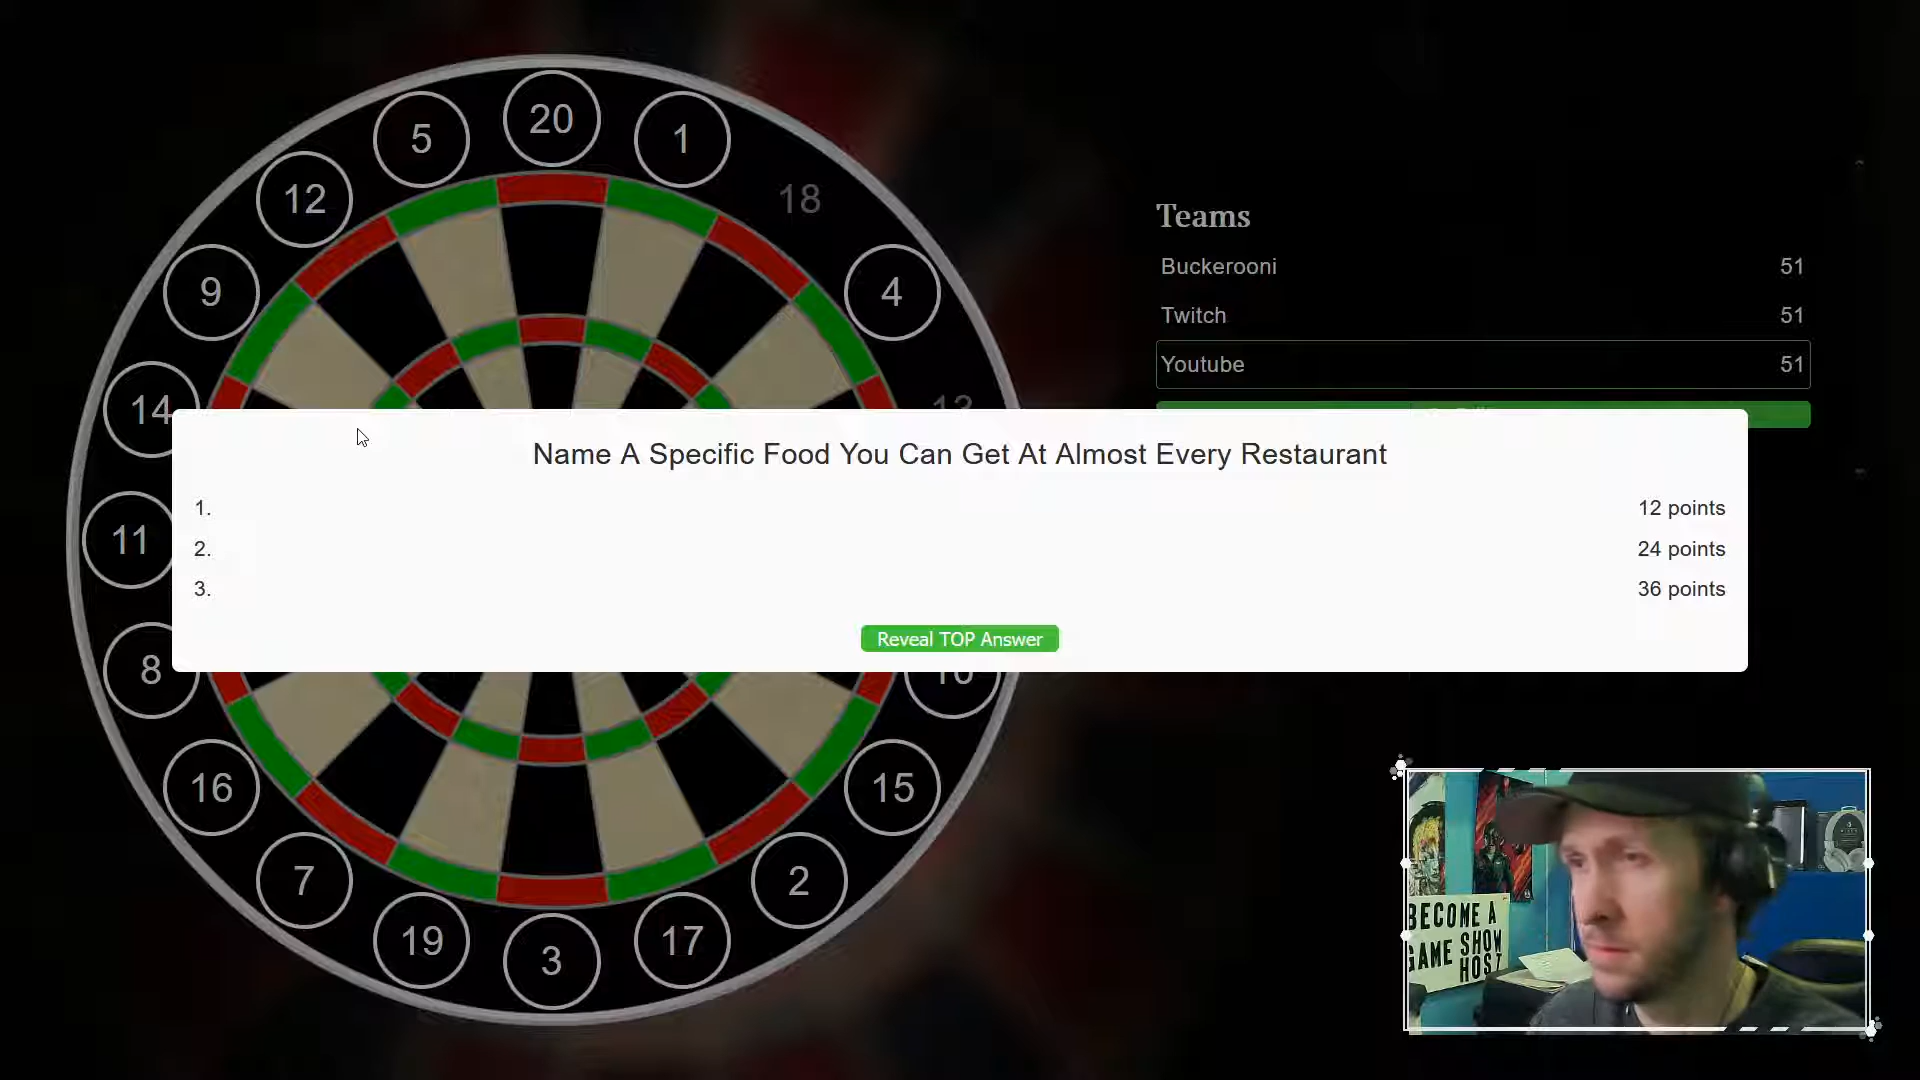 20
5
1
12
18
9
4
14
13
11
8
10
16
15
7
2
19
17
3
Teams
Buckerooni 51
Twitch 51
Youtube 51
Name A Specific Food You Can Get At Almost Every Restaurant
1. 12 points
2. 24 points
3. 36 points
Reveal TOP Answer
BECOME A
GAME SHOW
HOST